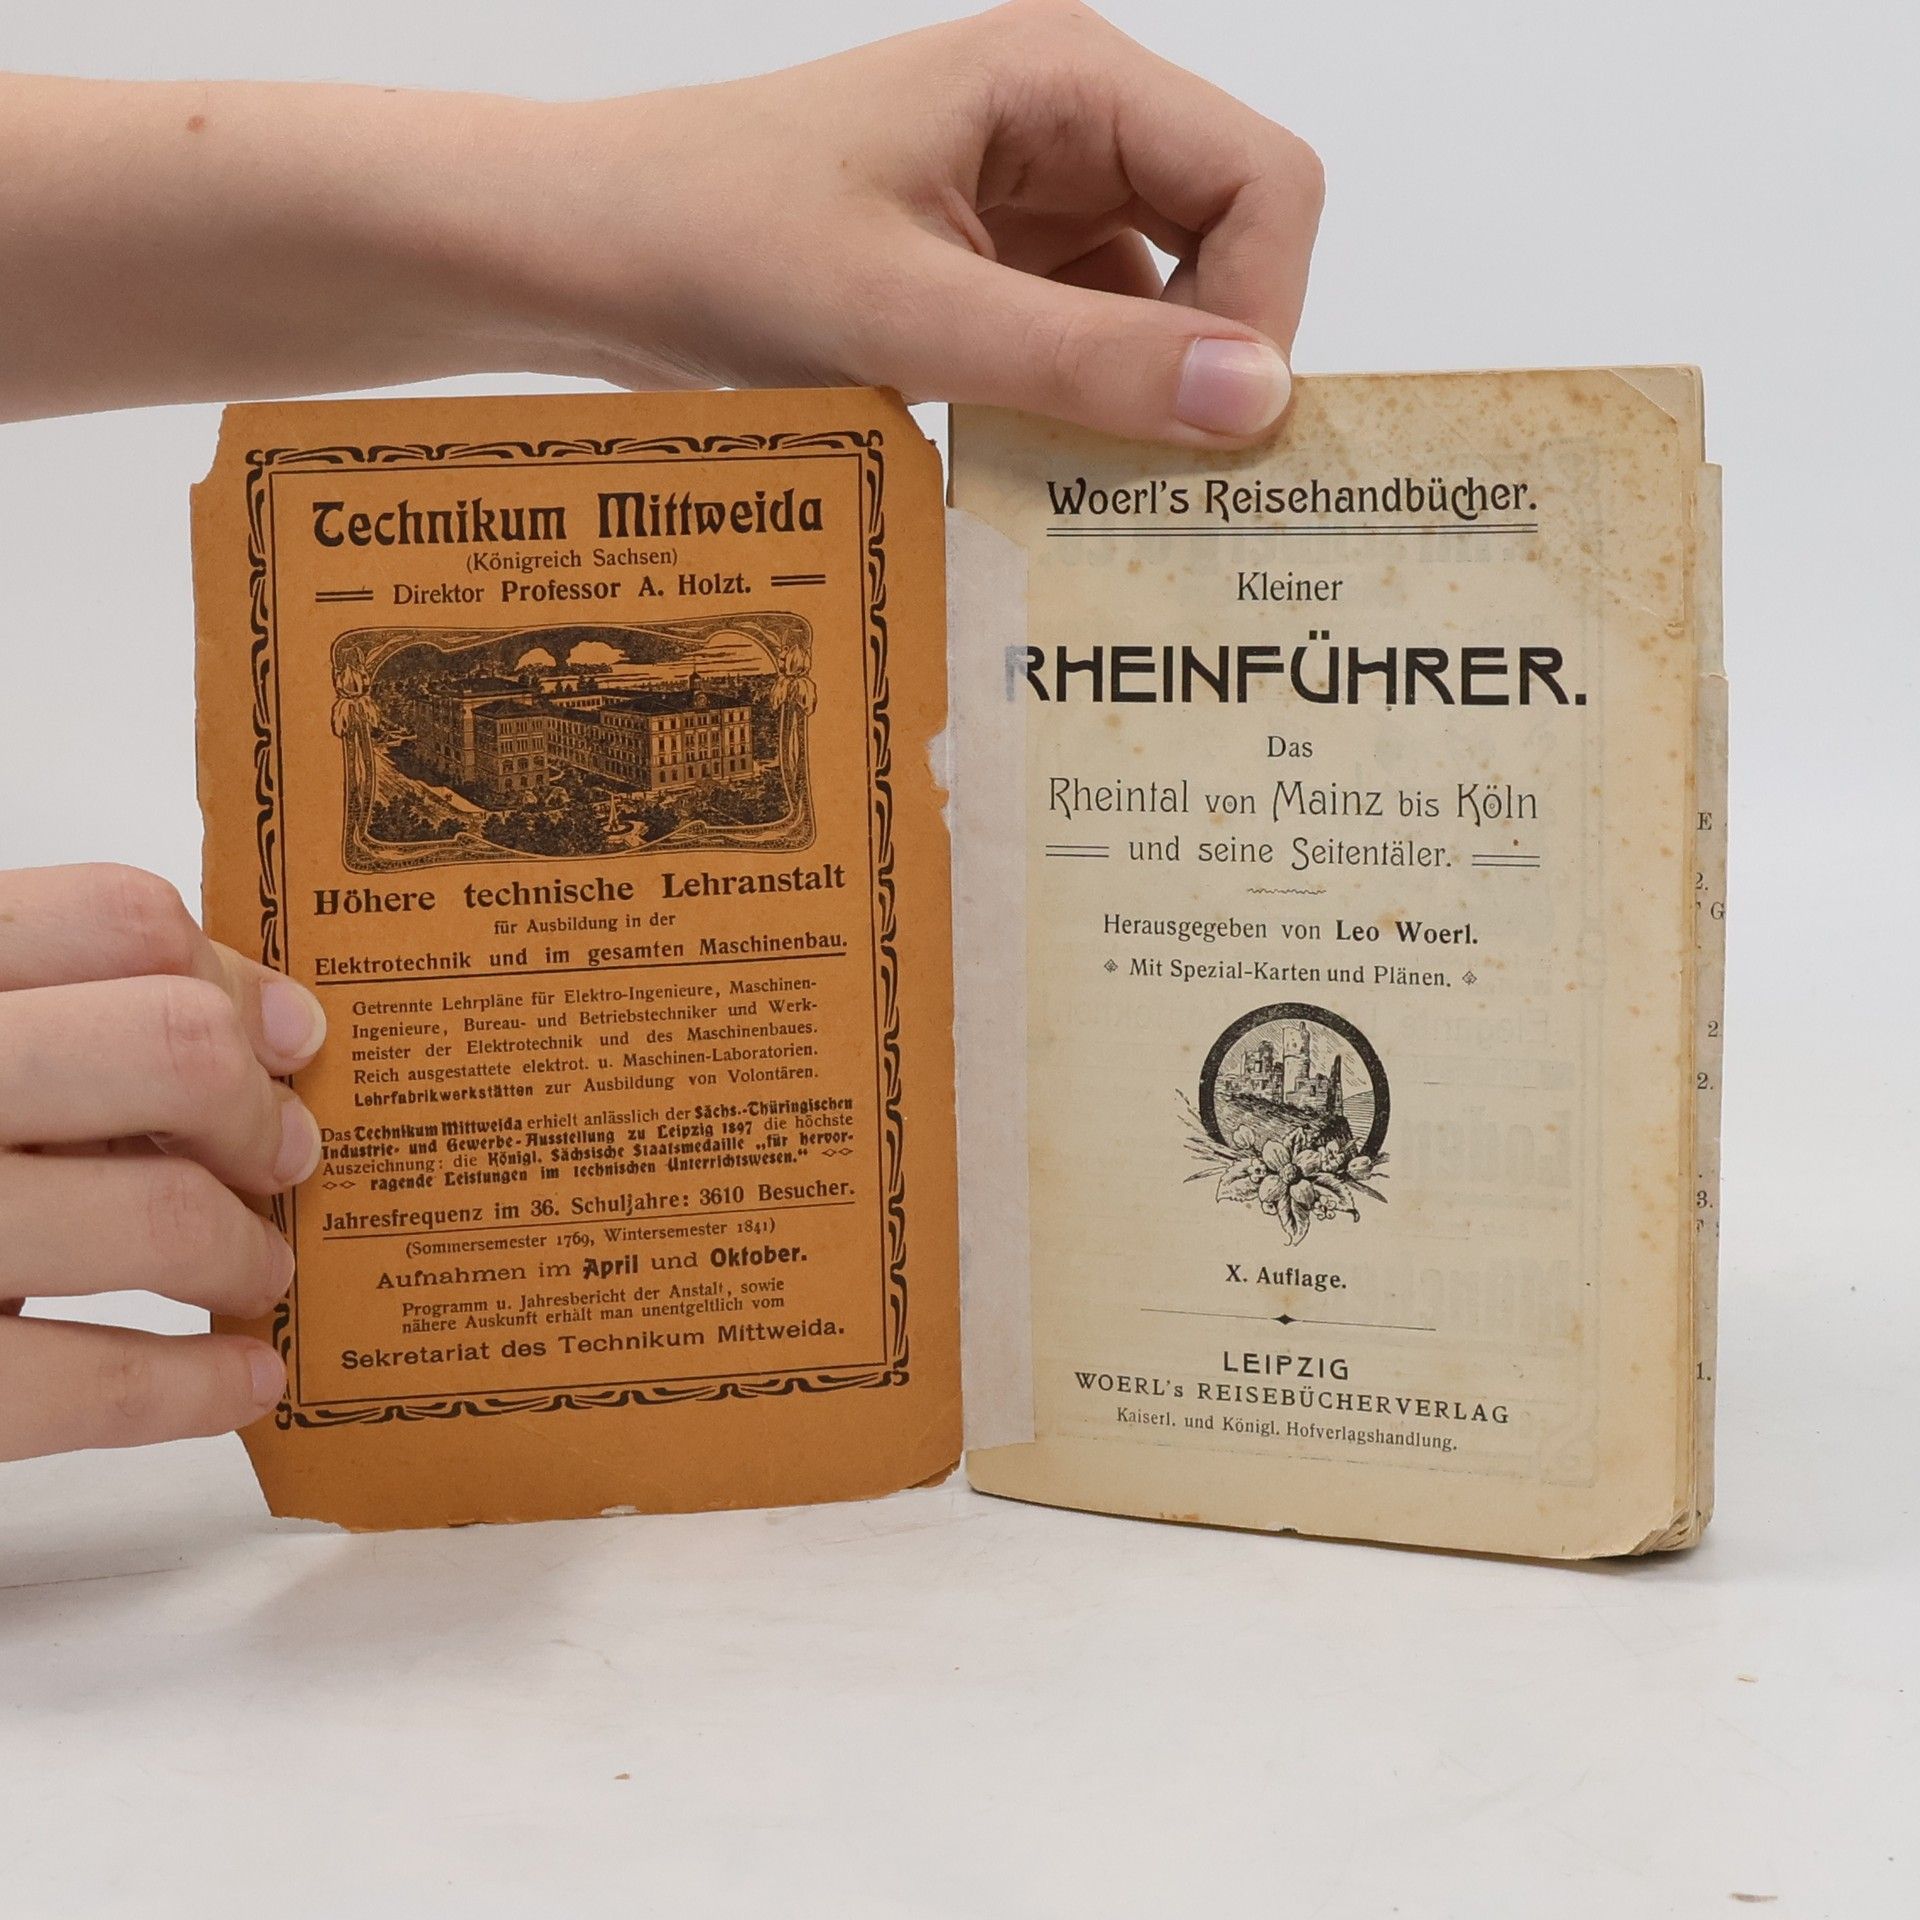 Technikum Mittweida
(Königreich Sachsen)
Direktor Professor A. Holzt.
Höhere technische Lehranstalt
für Ausbildung in der
Elektrotechnik und im gesamten Maschinenbau.
Getrennte Lehrpläne für Elektro-Ingenieure, Maschinen-
Ingenieure, Bureau- und Betriebstechniker und Werk-
meister der Elektrotechnik und des Maschinenbaues.
Reich ausgestattete elektrot. u. Maschinen-Laboratorien.
Lehrfabrikwerkstätten zur Ausbildung von Volontären.
Das Technikum Mittweida erhielt anlässlich der Sächs.-Thüringischen
Industrie- und Gewerbe-Ausstellung zu Leipzig 1897 die höchste
Auszeichnung: die Königl. Sächsische Staatsmedaille „für hervor-
ragende Leistungen im technischen Unterrichtswesen.“
Jahresfrequenz im 36. Schuljahre: 3610 Besucher.
(Sommersemester 1769, Wintersemester 1841)
Aufnahmen im April und Oktober.
Programm u. Jahresbericht der Anstalt, sowie
nähere Auskunft erhält man unentgeltlich vom
Sekretariat des Technikum Mittweida.
Woerl's Reisehandbücher.
Kleiner
RHEINFÜHRER.
Das
Rheintal von Mainz bis Köln
und seine Seitentäler.
Herausgegeben von Leo Woerl.
Mit Spezial-Karten und Plänen.
X. Auflage.
LEIPZIG
WOERL's REISEBÜCHERVERLAG
Kaiserl. und Königl. Hofverlagshandlung.